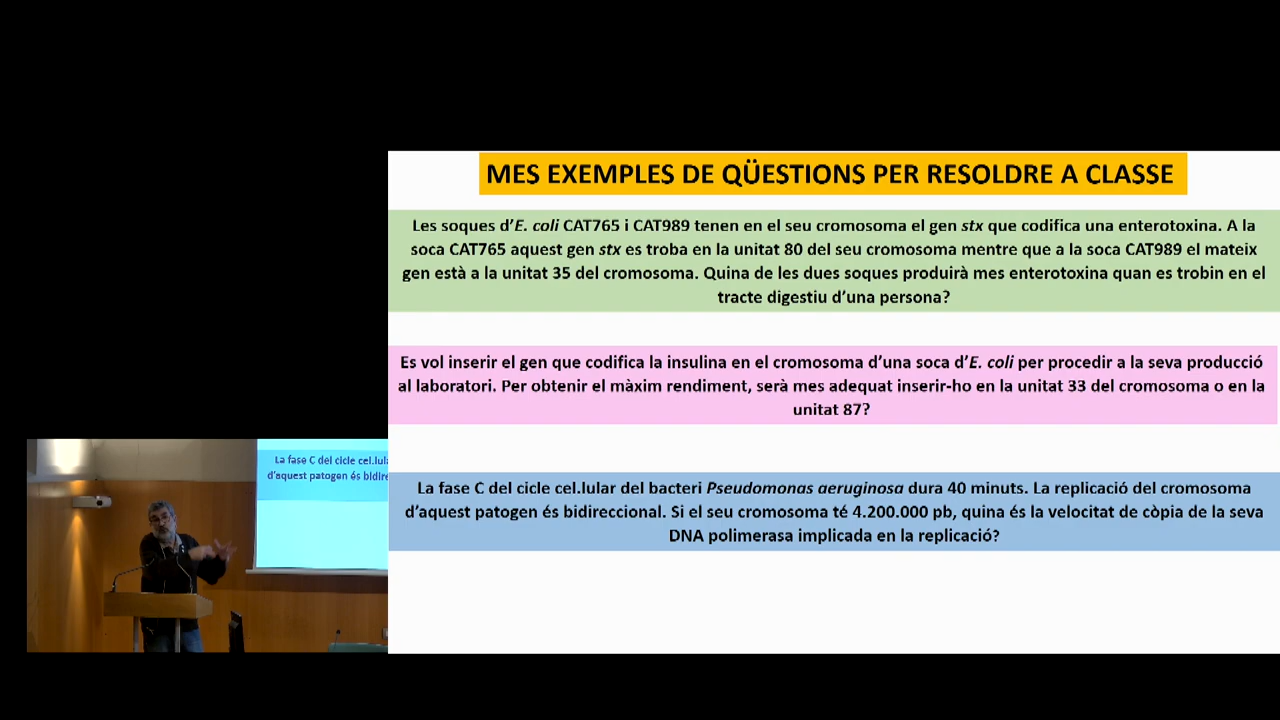 MES EXEMPLES DE QÜESTIONS PER RESOLDRE A CLASSE
Les soques d’E. coli CAT765 i CAT989 tenen en el seu cromosoma el gen stx que codifica una enterotoxina. A la
soca CAT765 aquest gen stx es troba en la unitat 80 del seu cromosoma mentre que a la soca CAT989 el mateix
gen està a la unitat 35 del cromosoma. Quina de les dues soques produirà mes enterotoxina quan es trobin en el
tracte digestiu d’una persona?
Es vol inserir el gen que codifica la insulina en el cromosoma d’una soca d’E. coli per procedir a la seva producció
al laboratori. Per obtenir el màxim rendiment, serà mes adequat inserir-ho en la unitat 33 del cromosoma o en la
unitat 87?
La fase C del cicle cel.lular del bacteri Pseudomonas aeruginosa dura 40 minuts. La replicació del cromosoma
d’aquest patogen és bidireccional. Si el seu cromosoma té 4.200.000 pb, quina és la velocitat de còpia de la seva
DNA polimerasa implicada en la replicació?
La fase C del cicle cel.lul
d’aquest patogen és bidire